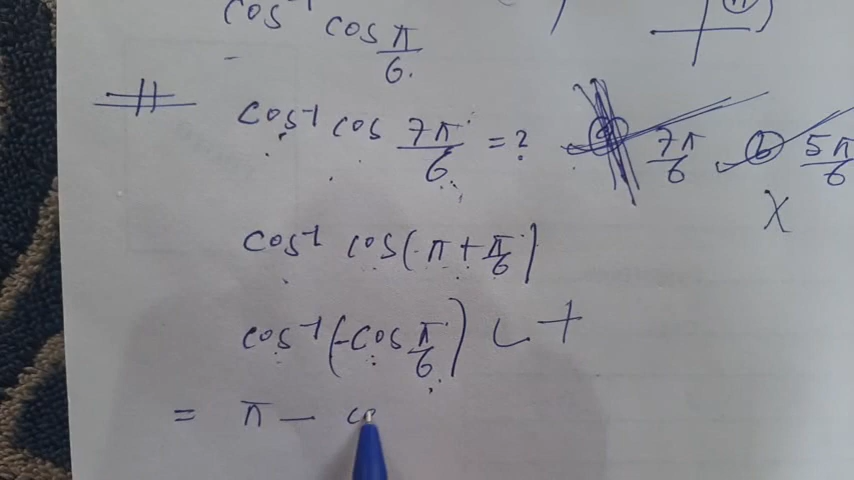 cos⁻¹ cos π/6.
(π)
cos⁻¹ cos 7π/6 = ? 7π/6 (b) 5π/6
x
cos⁻¹ cos(π + π/6)
cos⁻¹(-cos π/6)
= π - co